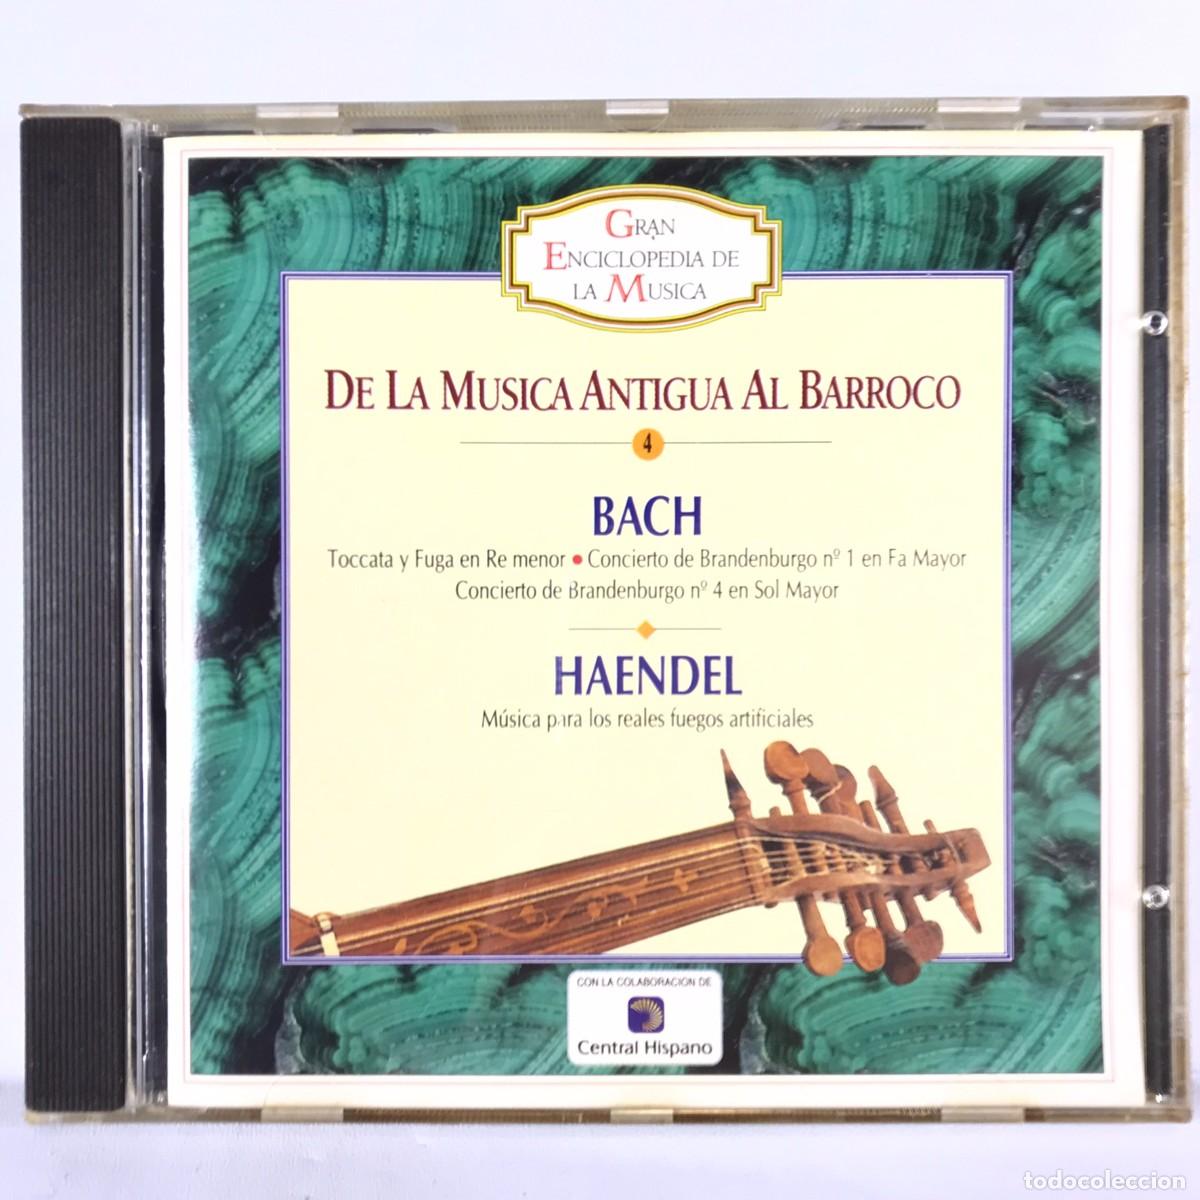 GRAN
ENCICLOPEDIA DE
LA MUSICA
DE LA MUSICA ANTIGUA AL BARROCO
4
BACH
Toccata y Fuga en Re menor • Concierto de Brandenburgo nº 1 en Fa Mayor
Concierto de Brandenburgo nº 4 en Sol Mayor
HAENDEL
Música para los reales fuegos artificiales
CON LA COLABORACION DE
Central Hispano
todocoleccion